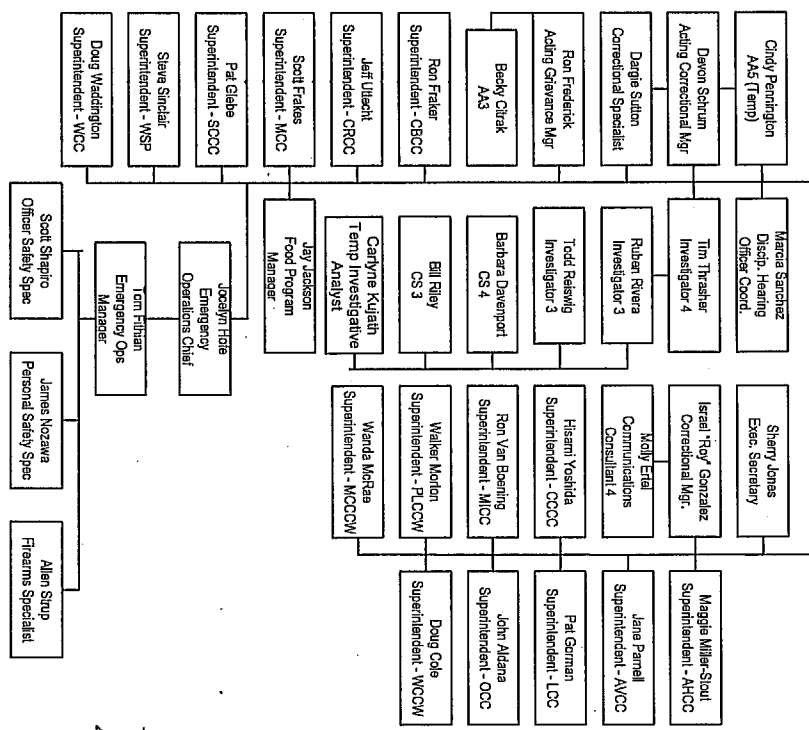 Cindy Pennington
AA5 (Temp)
Marcia Sanchez
Discip. Hearing
Officer Coord.
Sherry Jones
Exec. Secretary
Devon Schrum
Acting Correctional Mgr
Tim Thrasher
Investigator 4
Israel "Roy" Gonzalez
Correctional Mgr.
Maggie Miller-Stout
Superintendent - AHCC
Dargie Sutton
Correctional Specialist
Ruben Rivera
Investigator 3
Molly Ertel
Communications
Consultant 4
Jane Parnell
Superintendent - AVCC
Ron Frederick
Acting Grievance Mgr
Todd Reiswig
Investigator 3
Hisami Yoshida
Superintendent - CCCC
Pat Gorman
Superintendent - LCC
Becky Citrak
AA3
Barbara Davenport
CS 4
Ron Van Boening
Superintendent - MICC
John Aldana
Superintendent - OCC
Ron Fraker
Superintendent - CBCC
Bill Riley
CS 3
Walker Morton
Superintendent - PLCCW
Doug Cole
Superintendent - WCCW
Jeff Uttecht
Superintendent - CRCC
Carlyne Kujath
Temp Investigative
Analyst
Wanda McRae
Superintendent - MCCCW
Scott Frakes
Superintendent - MCC
Jay Jackson
Food Program
Manager
Pat Glebe
Superintendent - SCCC
Jocelyn Hofe
Emergency
Operations Chief
Steve Sinclair
Superintendent - WSP
Tom Fithian
Emergency Ops
Manager
Doug Waddington
Superintendent - WCC
Scott Shapiro
Officer Safety Spec
James Nozawa
Personal Safety Spec
Allen Strup
Firearms Specialist